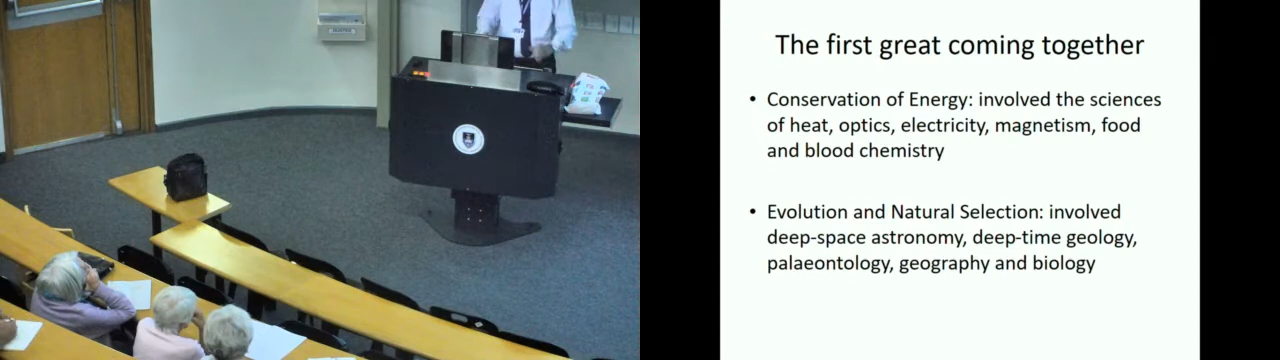 The first great coming together
• Conservation of Energy: involved the sciences
of heat, optics, electricity, magnetism, food
and blood chemistry
• Evolution and Natural Selection: involved
deep-space astronomy, deep-time geology,
palaeontology, geography and biology